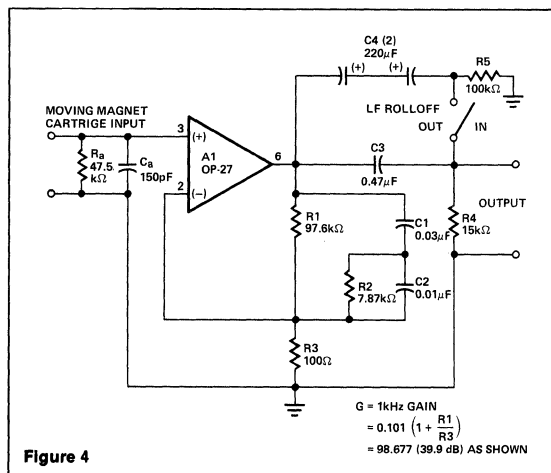 C4 (2)
220μF
(+) (+)
R5
100kΩ
LF ROLLOFF
OUT IN
MOVING MAGNET
CARTRIGE INPUT
3
(+)
A1
OP-27
6
2
(−)
Ra
47.5
kΩ
Ca
150pF
C3
0.47μF
OUTPUT
R1
97.6kΩ
C1
0.03μF
R4
15kΩ
R2
7.87kΩ
C2
0.01μF
R3
100Ω
G = 1kHz GAIN
= 0.101 (1 + R1/R3)
= 98.677 (39.9 dB) AS SHOWN
Figure 4